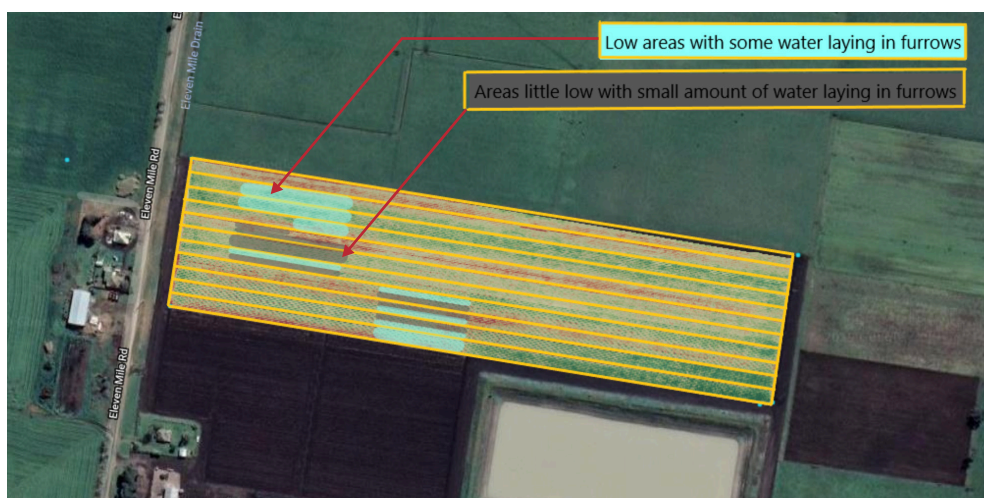 Low areas with some water laying in furrows
Areas little low with small amount of water laying in furrows
Eleven Mile Drain
Eleven Mile Rd
Eleven Mile Rd